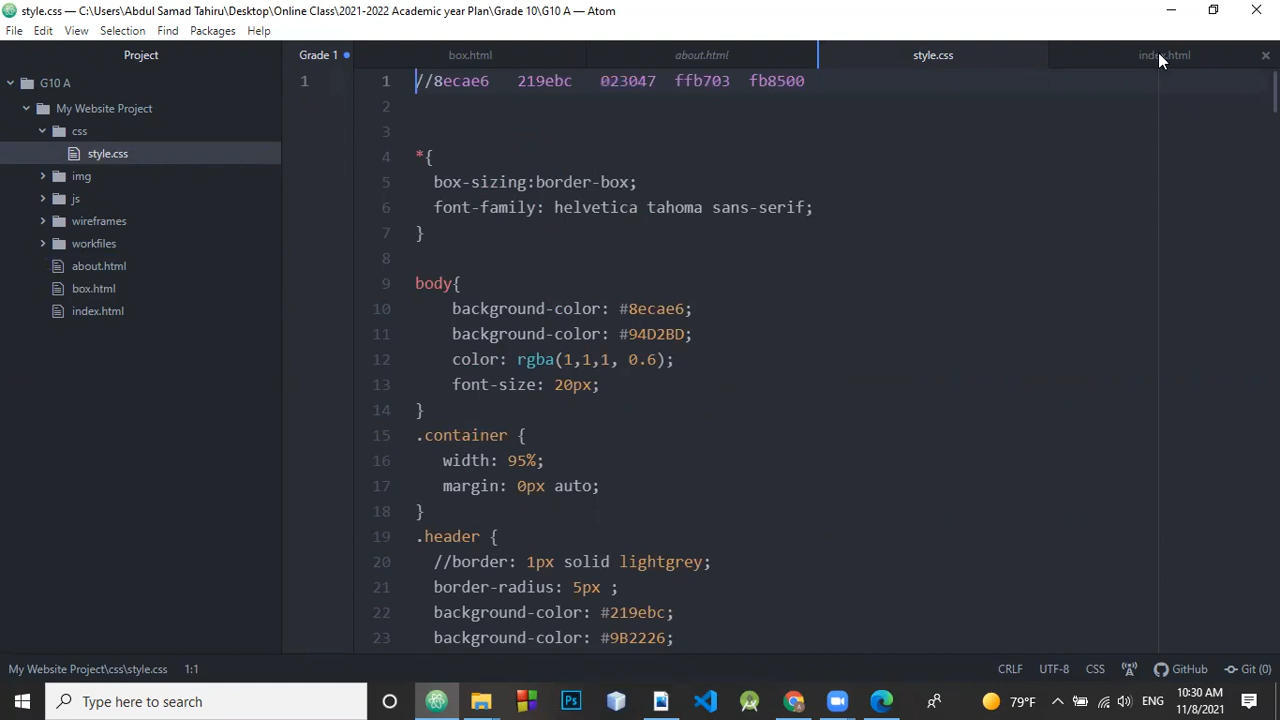 style.css — C:\Users\Abdul Samad Tahiru\Desktop\Online Class\2021-2022 Academic year Plan\Grade 10\G10 A — Atom
File Edit View Selection Find Packages Help
Project
G10 A
My Website Project
css
style.css
img
js
wireframes
workfiles
about.html
box.html
index.html
Grade 1
1
box.html about.html style.css index.html
1 //8ecae6 219ebc 023047 ffb703 fb8500
2
3
4 *{
5 box-sizing:border-box;
6 font-family: helvetica tahoma sans-serif;
7 }
8
9 body{
10 background-color: #8ecae6;
11 background-color: #94D2BD;
12 color: rgba(1,1,1, 0.6);
13 font-size: 20px;
14 }
15 .container {
16 width: 95%;
17 margin: 0px auto;
18 }
19 .header {
20 //border: 1px solid lightgrey;
21 border-radius: 5px ;
22 background-color: #219ebc;
23 background-color: #9B2226;
My Website Project\css\style.css 1:1 CRLF UTF-8 CSS GitHub Git (0)
Type here to search
Ps
79°F ENG
10:30 AM
11/8/2021